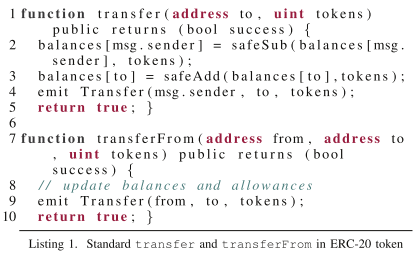 1 function transfer(address to, uint tokens)
public returns (bool success) {
2 balances[msg.sender] = safeSub(balances[msg.
sender], tokens);
3 balances[to] = safeAdd(balances[to],tokens);
4 emit Transfer(msg.sender, to, tokens);
5 return true; }
6
7 function transferFrom(address from, address to
, uint tokens) public returns (bool
success) {
8 // update balances and allowances
9 emit Transfer(from, to, tokens);
10 return true; }
Listing 1. Standard transfer and transferFrom in ERC-20 token